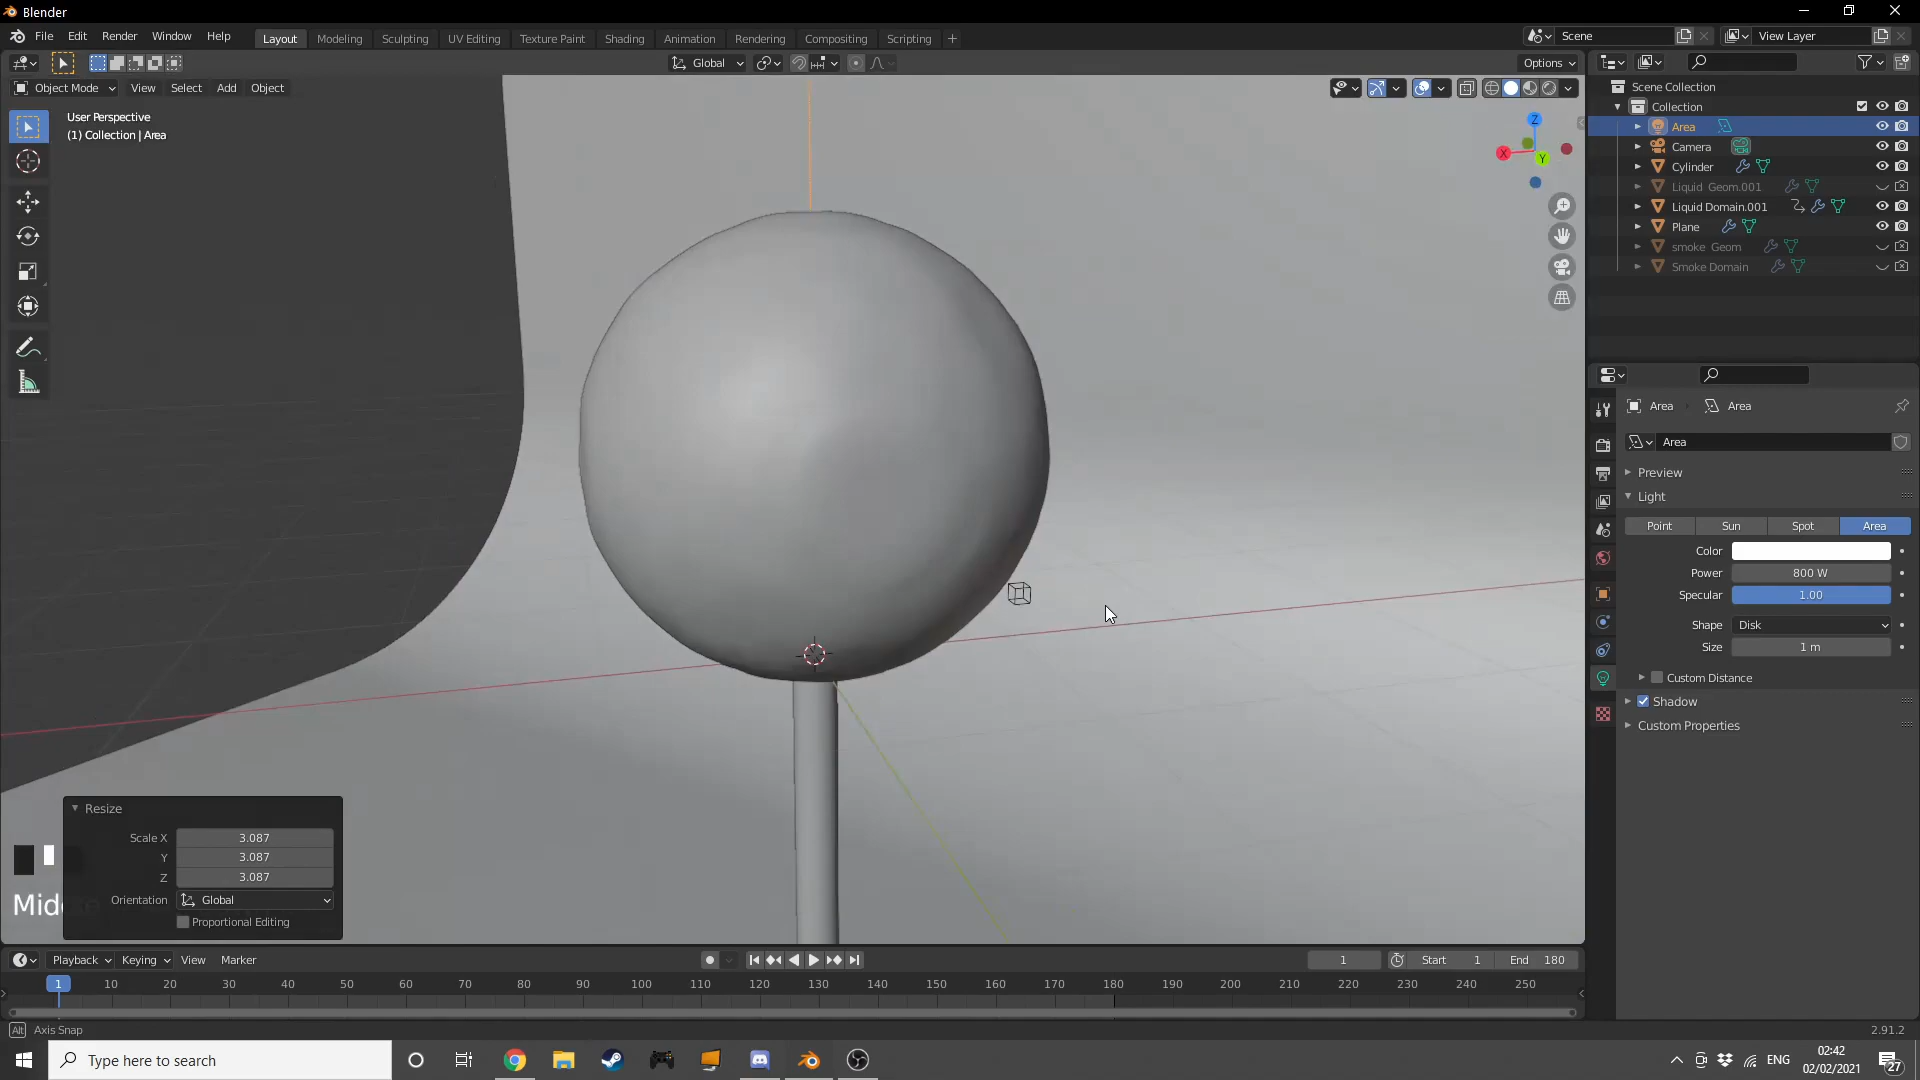 Blender
File Edit Render Window Help
Layout Modeling Sculpting UV Editing Texture Paint Shading Animation Rendering Compositing Scripting
Scene View Layer
Global Options
Object Mode View Select Add Object
User Perspective
(1) Collection | Area
Z
X
Y
Scene Collection
Collection
Area
Camera
Cylinder
Liquid Geom.001
Liquid Domain.001
Plane
smoke Geom
Smoke Domain
Area Area
Area
Preview
Light
Point Sun Spot Area
Color
Power 800 W
Specular 1.00
Shape Disk
Size 1 m
Custom Distance
Shadow
Custom Properties
Resize
Scale X 3.087
Y 3.087
Z 3.087
Orientation Global
Proportional Editing
Playback Keying View Marker 1 Start 1 End 180
1 10 20 30 40 50 60 70 80 90 100 110 120 130 140 150 160 170 180 190 200 210 220 230 240 250
Alt Axis Snap 2.91.2
Type here to search
ENG
02:42
02/02/2021
27